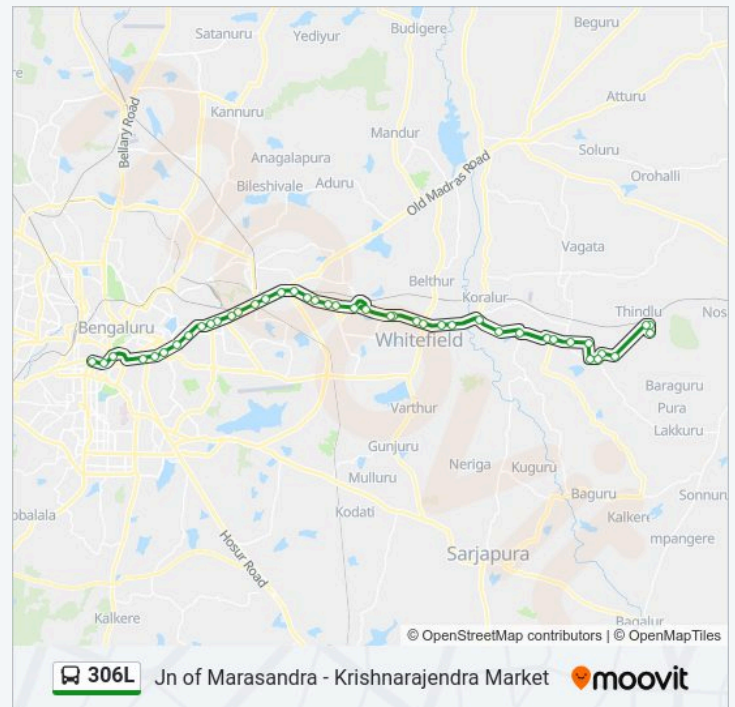 Satanuru
Yediyur
Budigere
Beguru
Atturu
Bellary Road
Kannuru
Mandur
Soluru
Anagalapura
Old Madras Road
Orohalli
Bileshivale
Aduru
Vagata
Belthur
Koralur
Thindlu
Nos
Bengaluru
Whitefield
Baraguru
Varthur
Pura
Lakkuru
Gunjuru
Neriga
Kuguru
Mulluru
Baguru
Sonnuru
Kodati
Kalkere
obalala
mpangere
Hosur Road
Sarjapura
Kalkere
Bagalur
© OpenStreetMap contributors | © OpenMapTiles
306L Jn of Marasandra - Krishnarajendra Market moovit